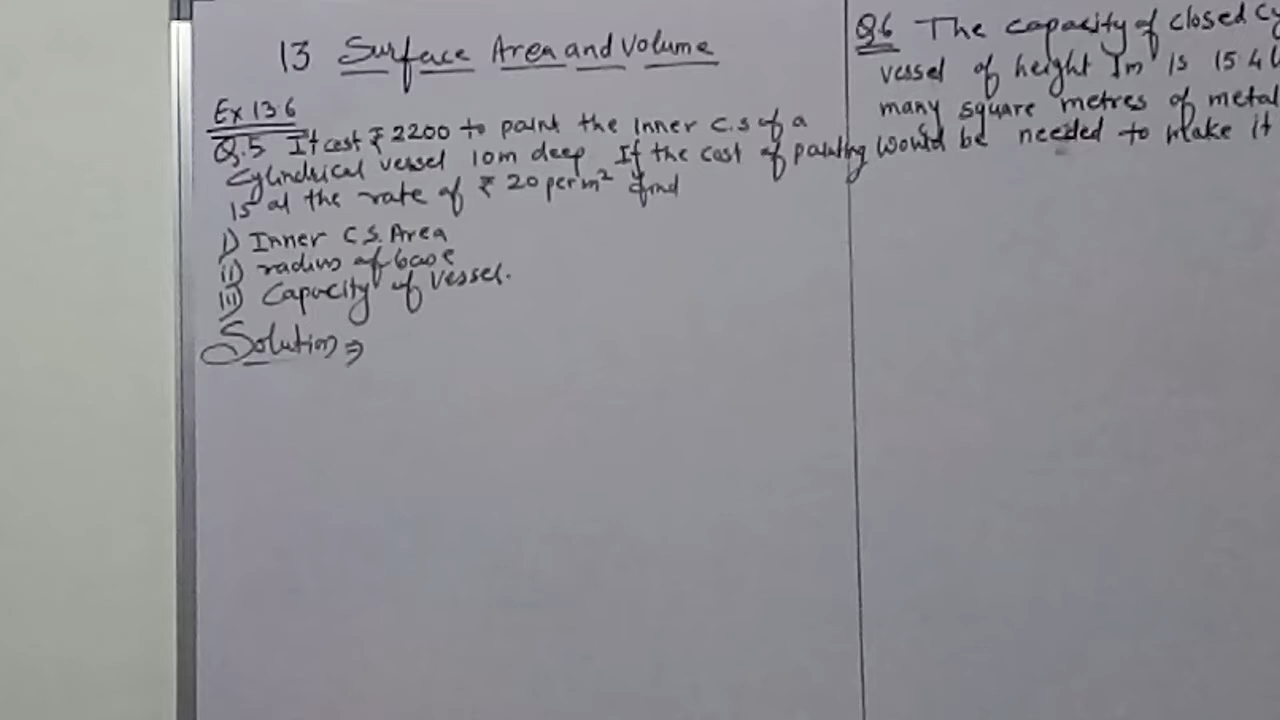 13 Surface Area and Volume
Ex 13.6
Q.5 It cost ₹ 2200 to paint the inner C.S of a
Cylindrical vessel 10m deep. If the cost of painting
is at the rate of ₹ 20 per m² find
i) Inner C.S. Area
ii) radius of base
iii) Capacity of Vessel.
Solution ⇒
Q6 The capacity of closed Cy
vessel of height 1m is 15.4 l
many square metres of metal
would be needed to make it